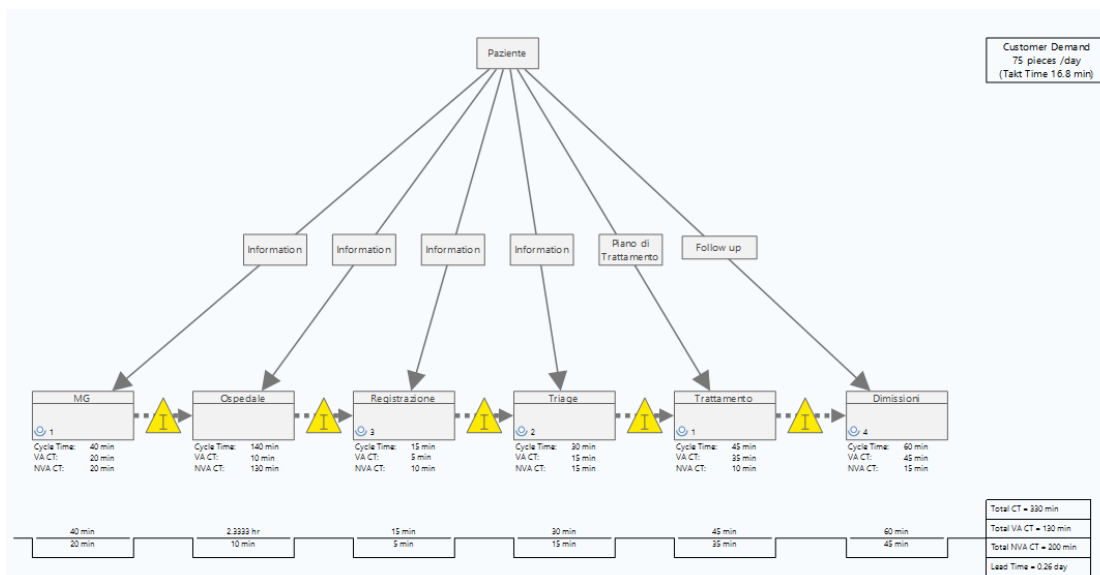 Paziente
Customer Demand
75 pieces /day
(Takt Time 16.8 min)
Information
Information
Information
Information
Piano di
Trattamento
Follow up
MG
1
Cycle Time: 40 min
VA CT: 20 min
NVA CT: 20 min
Ospedale
Cycle Time: 140 min
VA CT: 10 min
NVA CT: 130 min
Registrazione
3
Cycle Time: 15 min
VA CT: 5 min
NVA CT: 10 min
Triage
2
Cycle Time: 30 min
VA CT: 15 min
NVA CT: 15 min
Trattamento
1
Cycle Time: 45 min
VA CT: 35 min
NVA CT: 10 min
Dimissioni
4
Cycle Time: 60 min
VA CT: 45 min
NVA CT: 15 min
I
I
I
I
I
40 min
20 min
2.3333 hr
10 min
15 min
5 min
30 min
15 min
45 min
35 min
60 min
45 min
Total CT = 330 min
Total VA CT = 130 min
Total NVA CT = 200 min
Lead Time = 0.26 day